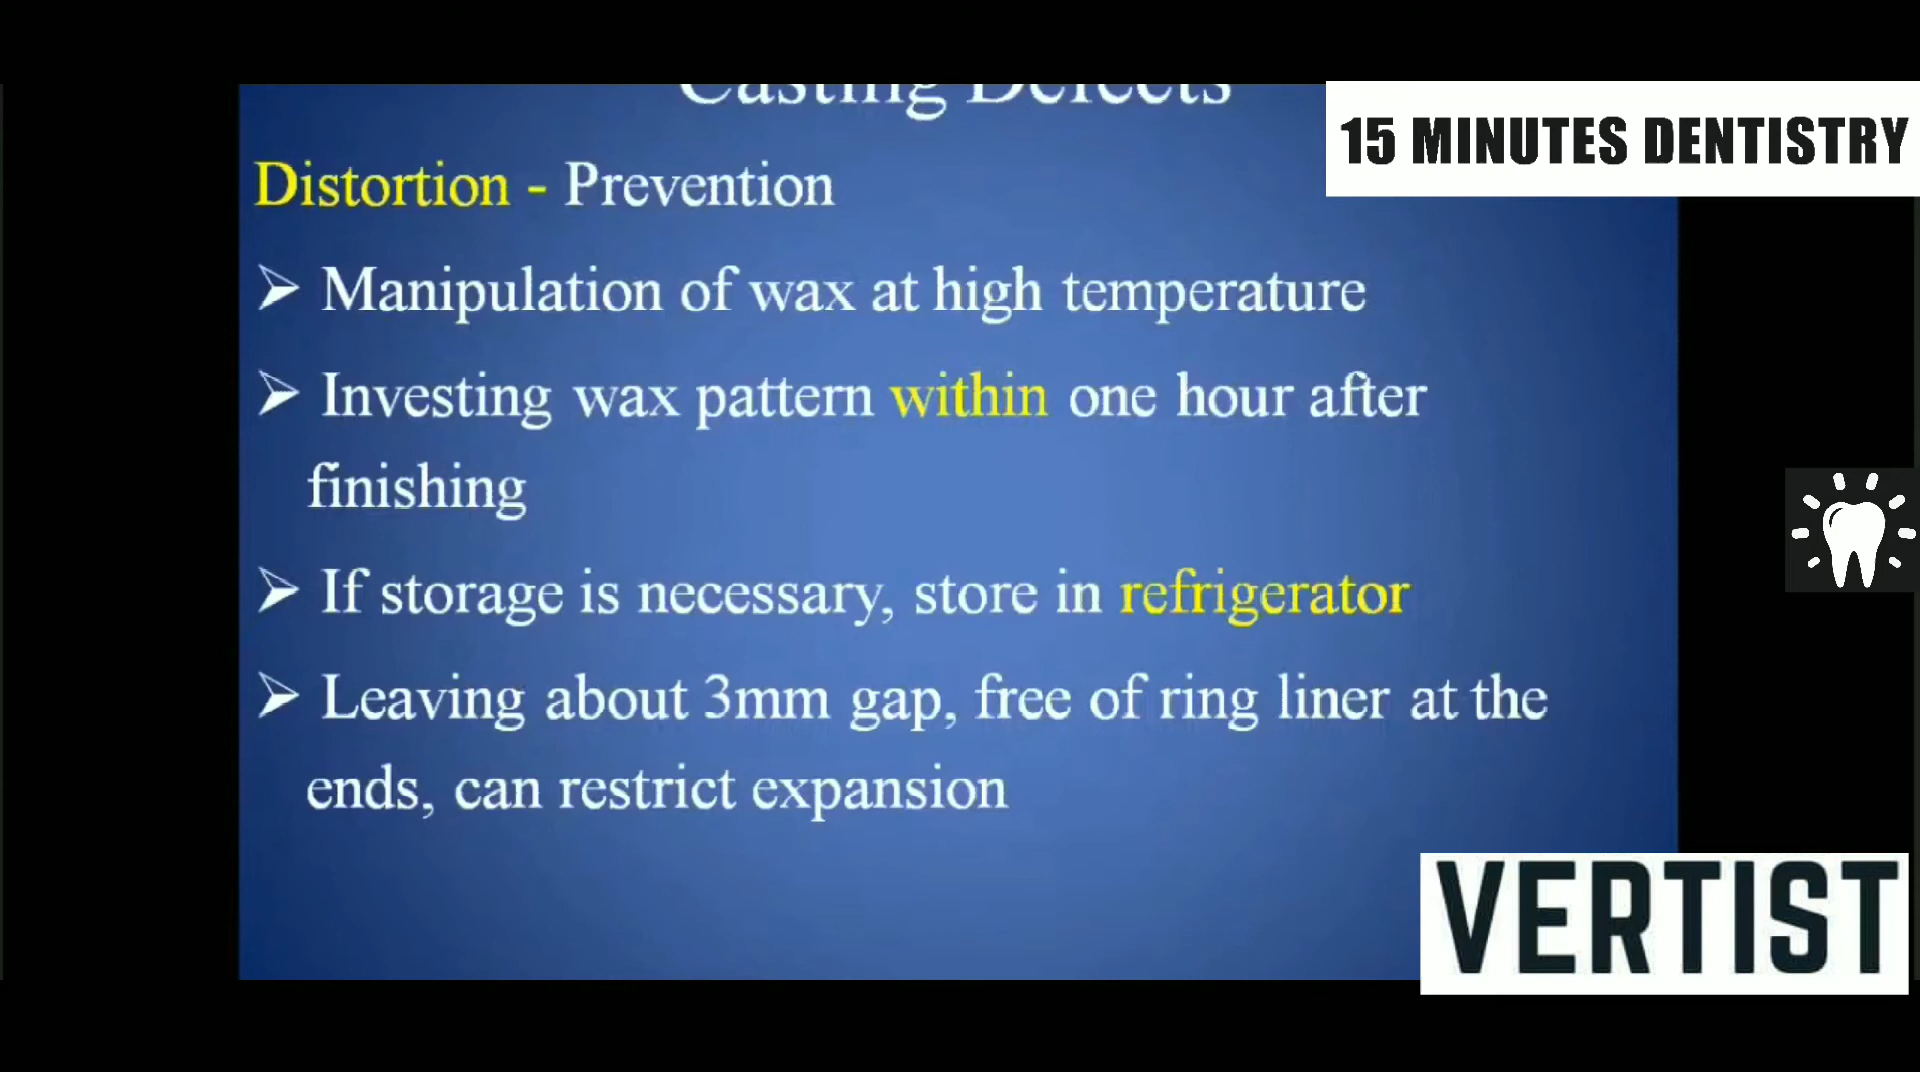 Casting Defects
15 MINUTES DENTISTRY
Distortion - Prevention
➢ Manipulation of wax at high temperature
➢ Investing wax pattern within one hour after
finishing
➢ If storage is necessary, store in refrigerator
➢ Leaving about 3mm gap, free of ring liner at the
ends, can restrict expansion
VERTIST